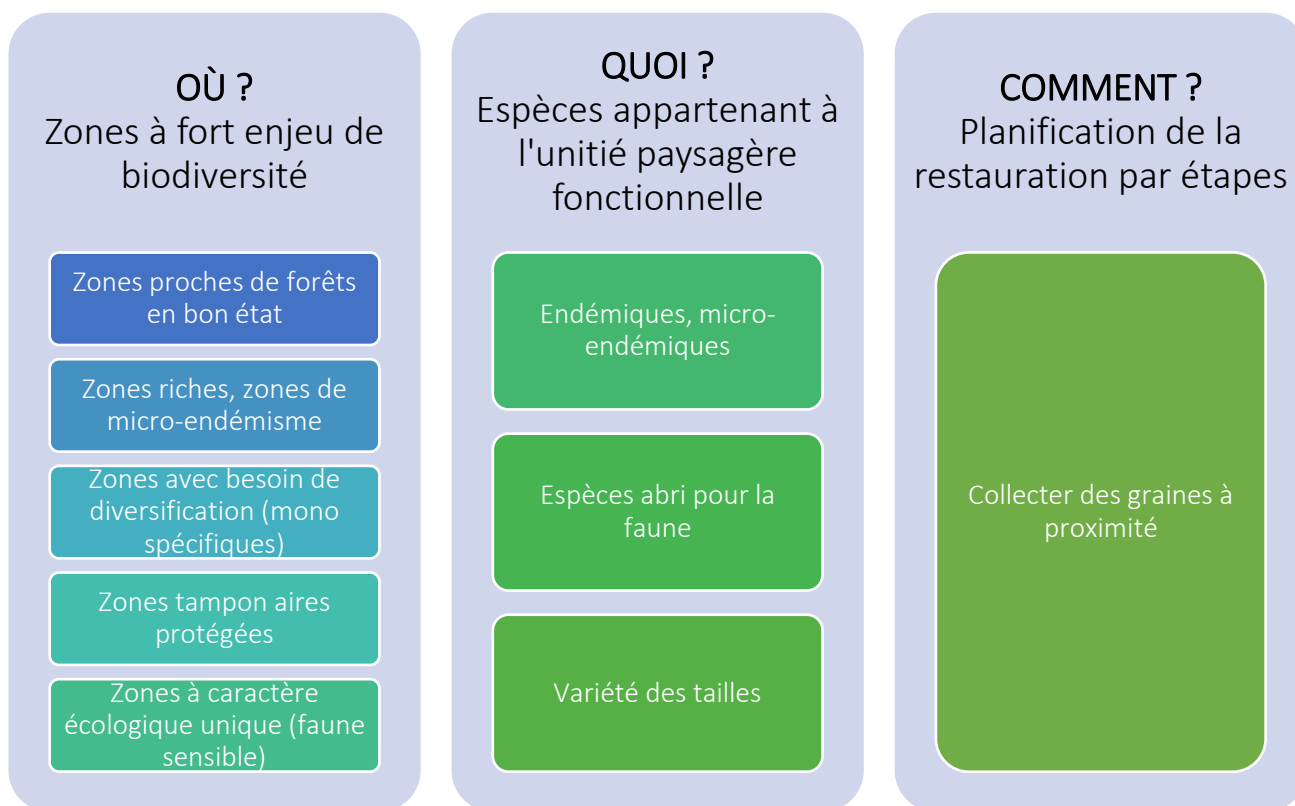 OÙ ?
Zones à fort enjeu de
biodiversité
Zones proches de forêts
en bon état
Zones riches, zones de
micro-endémisme
Zones avec besoin de
diversification (mono
spécifiques)
Zones tampon aires
protégées
Zones à caractère
écologique unique (faune
sensible)
QUOI ?
Espèces appartenant à
l'unitié paysagère
fonctionnelle
Endémiques, micro-
endémiques
Espèces abri pour la
faune
Variété des tailles
COMMENT ?
Planification de la
restauration par étapes
Collecter des graines à
proximité